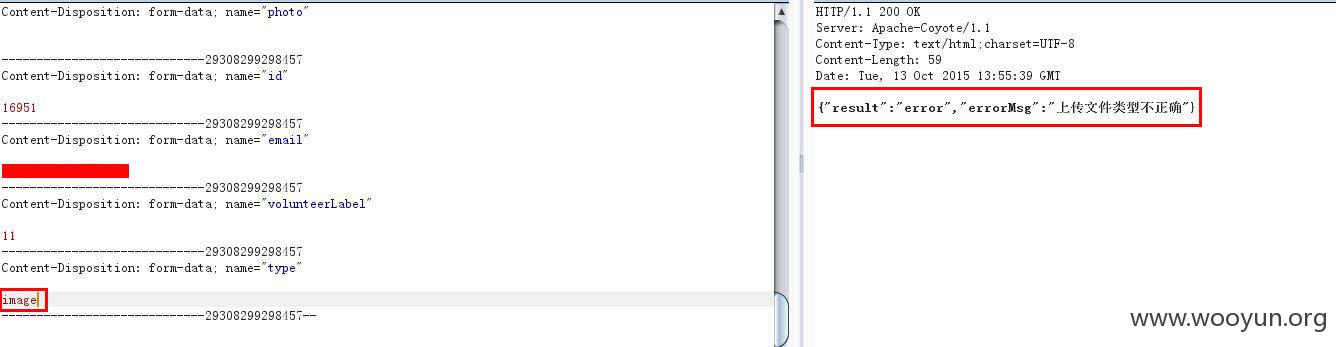 Content-Disposition: form-data; name="photo"
-----------------------------29308299298457
Content-Disposition: form-data; name="id"
16951
-----------------------------29308299298457
Content-Disposition: form-data; name="email"
-----------------------------29308299298457
Content-Disposition: form-data; name="volunteerLabel"
11
-----------------------------29308299298457
Content-Disposition: form-data; name="type"
image
-----------------------------29308299298457--
HTTP/1.1 200 OK
Server: Apache-Coyote/1.1
Content-Type: text/html;charset=UTF-8
Content-Length: 59
Date: Tue, 13 Oct 2015 13:55:39 GMT
{"result":"error","errorMsg":"上传文件类型不正确"}
www.wooyun.org